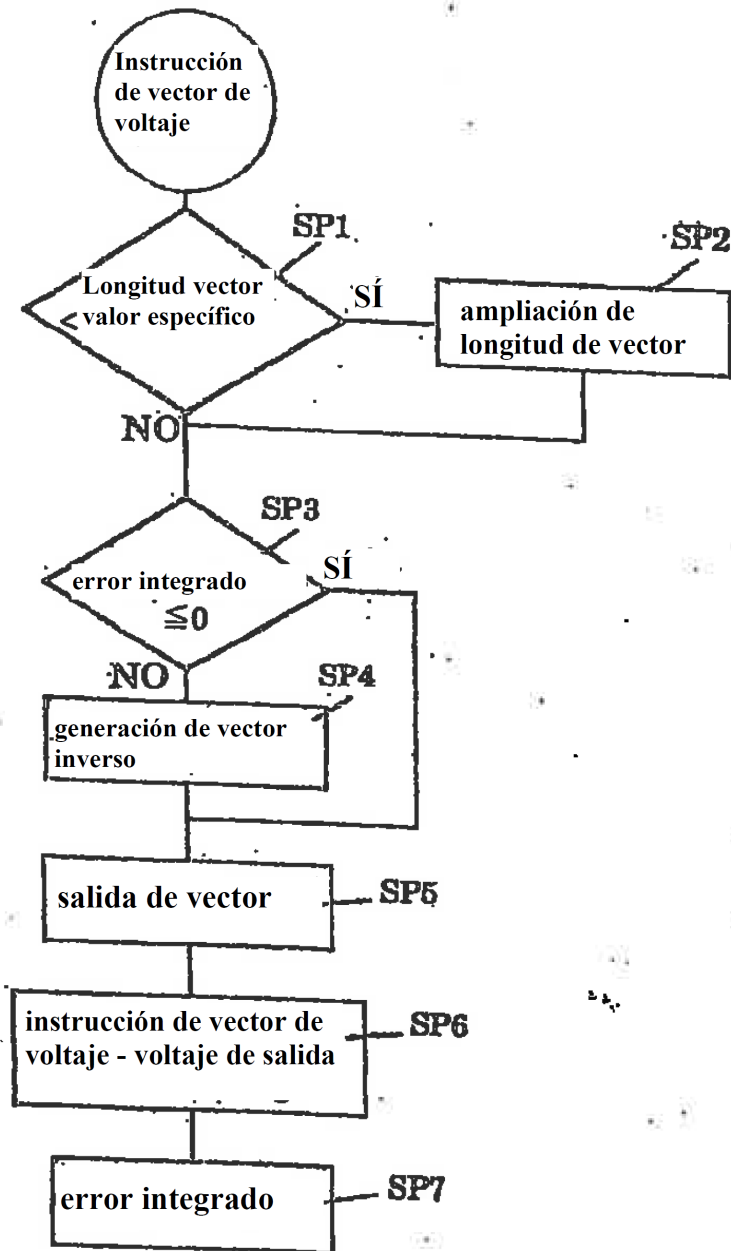 Instrucción
de vector de
voltaje
SP1
SP2
Longitud vector
< valor específico
SÍ
ampliación de
longitud de vector
NO
SP3
error integrado
≦0
SÍ
NO
SP4
generación de vector
inverso
salida de vector
SP5
instrucción de vector de
voltaje - voltaje de salida
SP6
error integrado
SP7